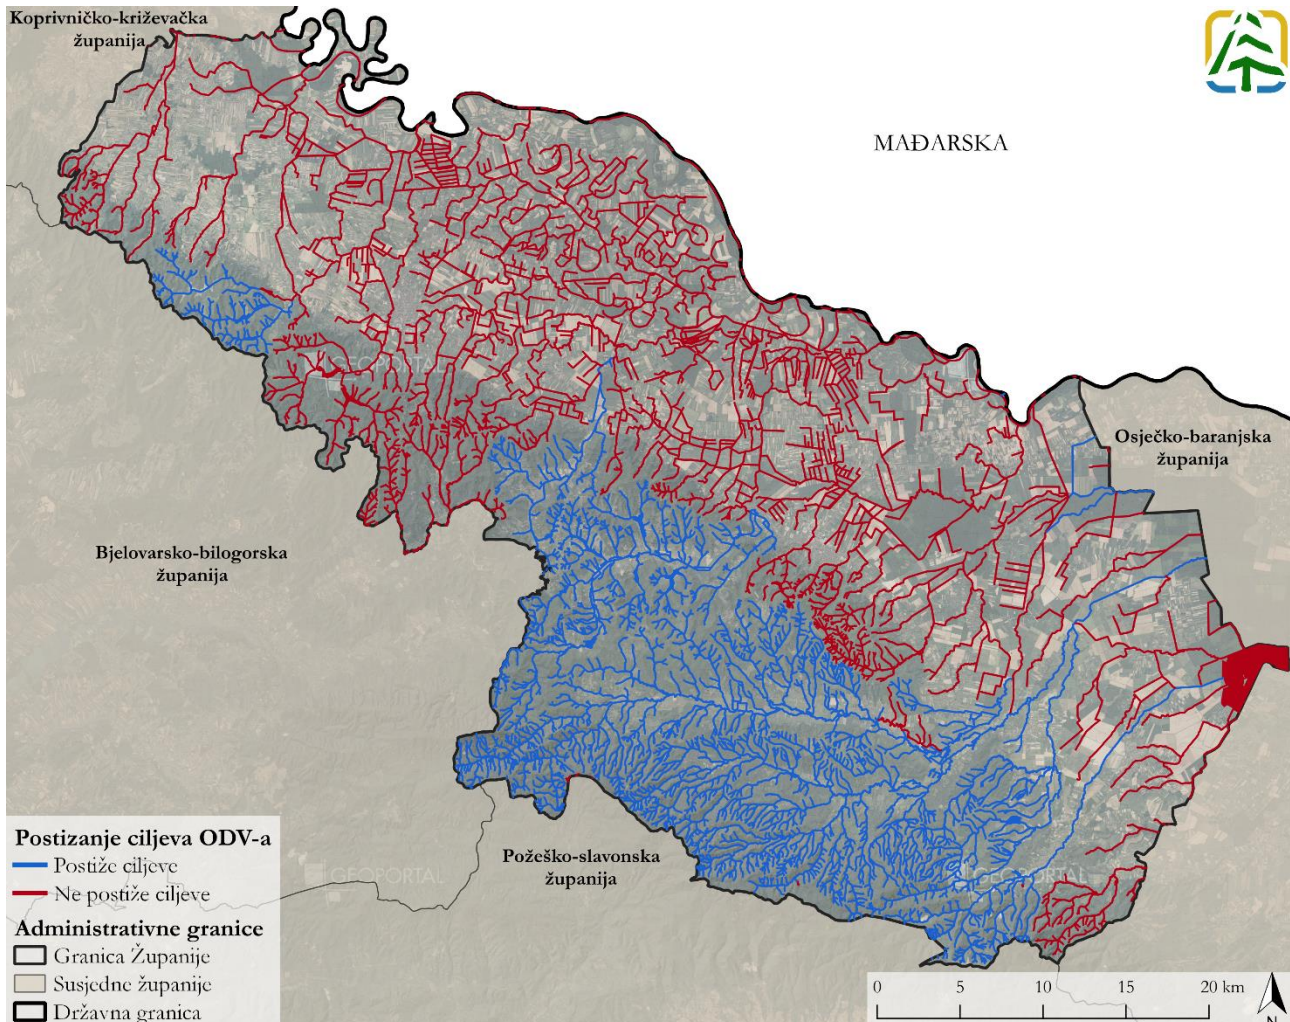 Koprivničko-križevačka
županija
MAĐARSKA
Osječko-baranjska
županija
GEOPORTAL
Bjelovarsko-bilogorska
županija
Požeško-slavonska
županija
GEOPORTAL
GEOPORTA
Postizanje ciljeva ODV-a
Postiže ciljeve
Ne postiže ciljeve
Administrativne granice
Granica Županije
Susjedne županije
Državna granica
0 5 10 15 20 km
N